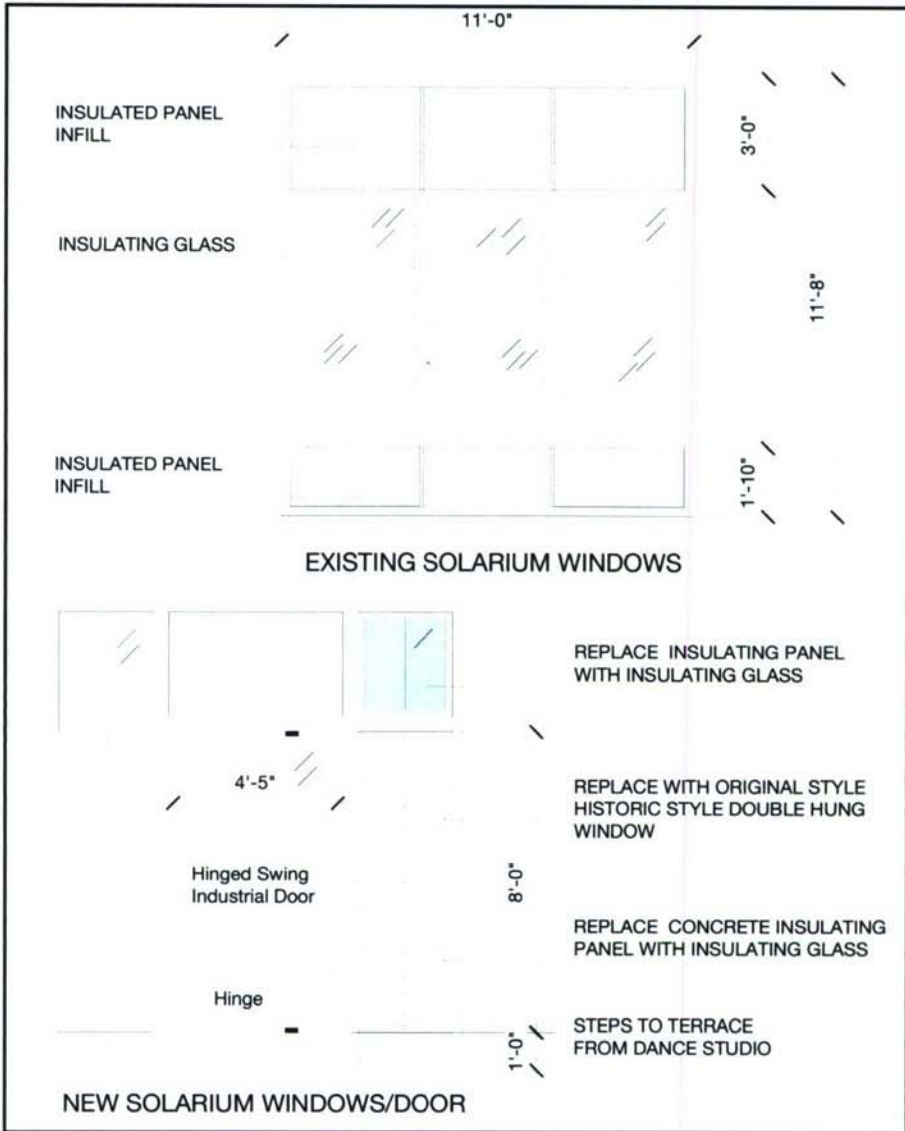 11'-0"
INSULATED PANEL
INFILL
3'-0"
INSULATING GLASS
11'-8"
INSULATED PANEL
INFILL
1'-10"
EXISTING SOLARIUM WINDOWS
REPLACE INSULATING PANEL
WITH INSULATING GLASS
4'-5"
REPLACE WITH ORIGINAL STYLE
HISTORIC STYLE DOUBLE HUNG
WINDOW
Hinged Swing
Industrial Door
8'-0"
REPLACE CONCRETE INSULATING
PANEL WITH INSULATING GLASS
Hinge
STEPS TO TERRACE
FROM DANCE STUDIO
1'-0"
NEW SOLARIUM WINDOWS/DOOR